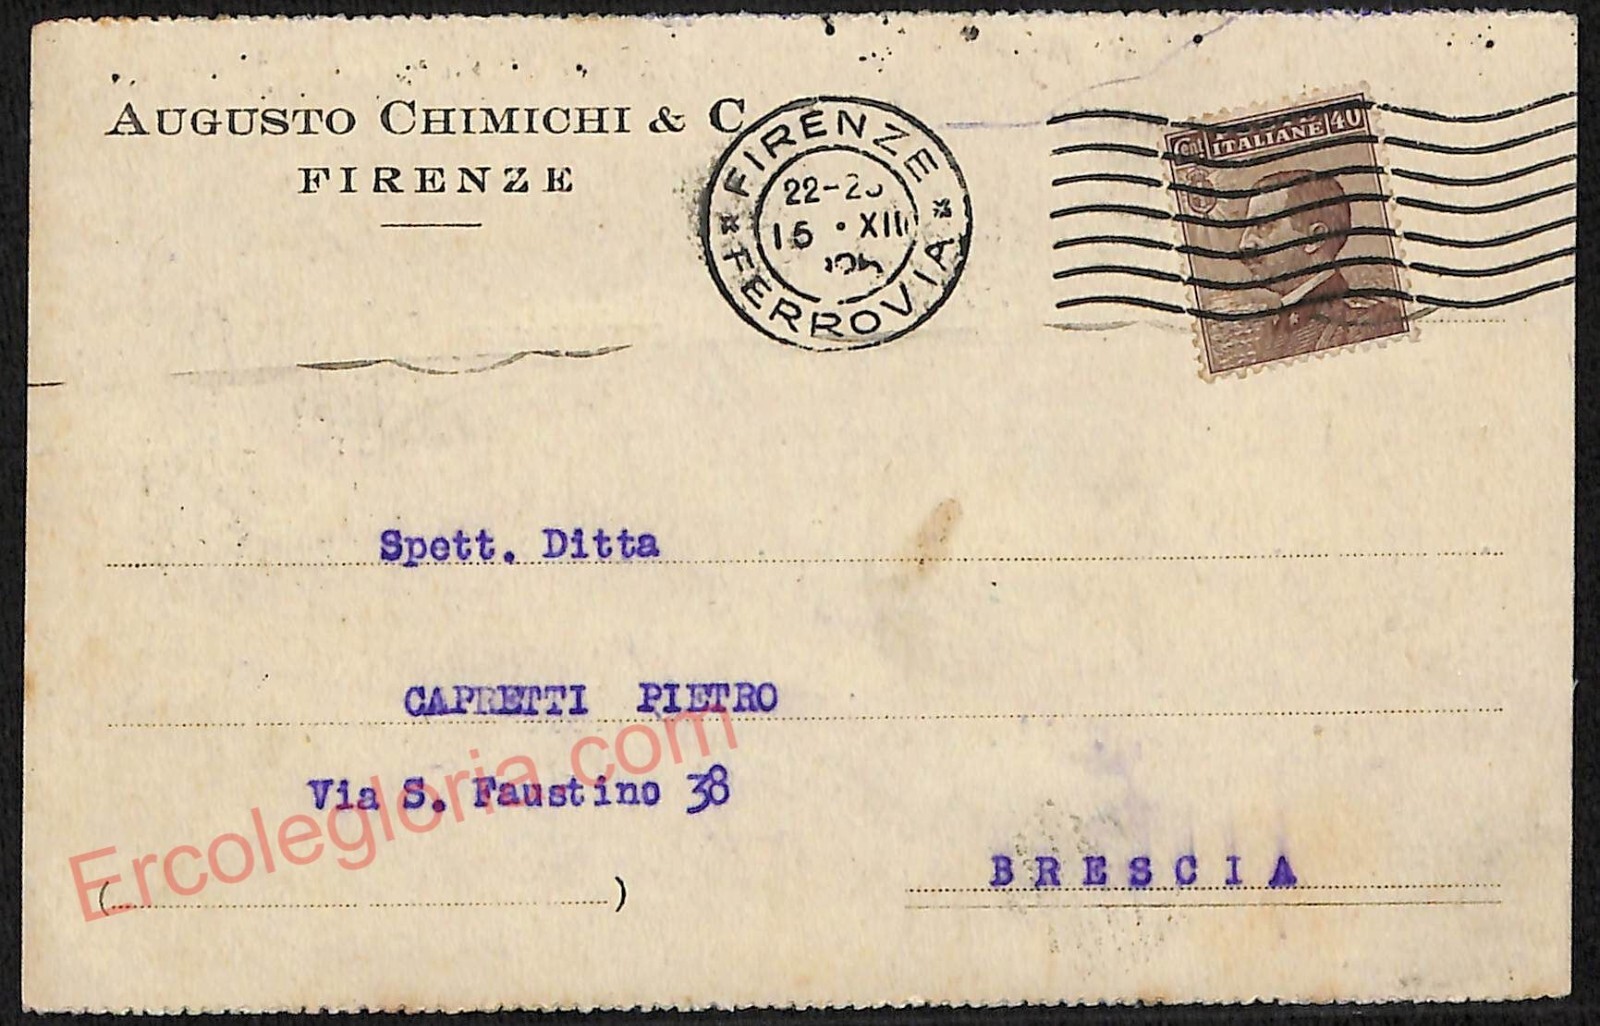 AUGUSTO CHIMICHI & C
FIRENZE
FIRENZE
22-2
15 · XII
FERROVIA
Cent ITALIANE 40
Spett. Ditta
CAPRETTI PIETRO
Via S. Faustino 38
BRESCIA
( )
Ercolegloria.com